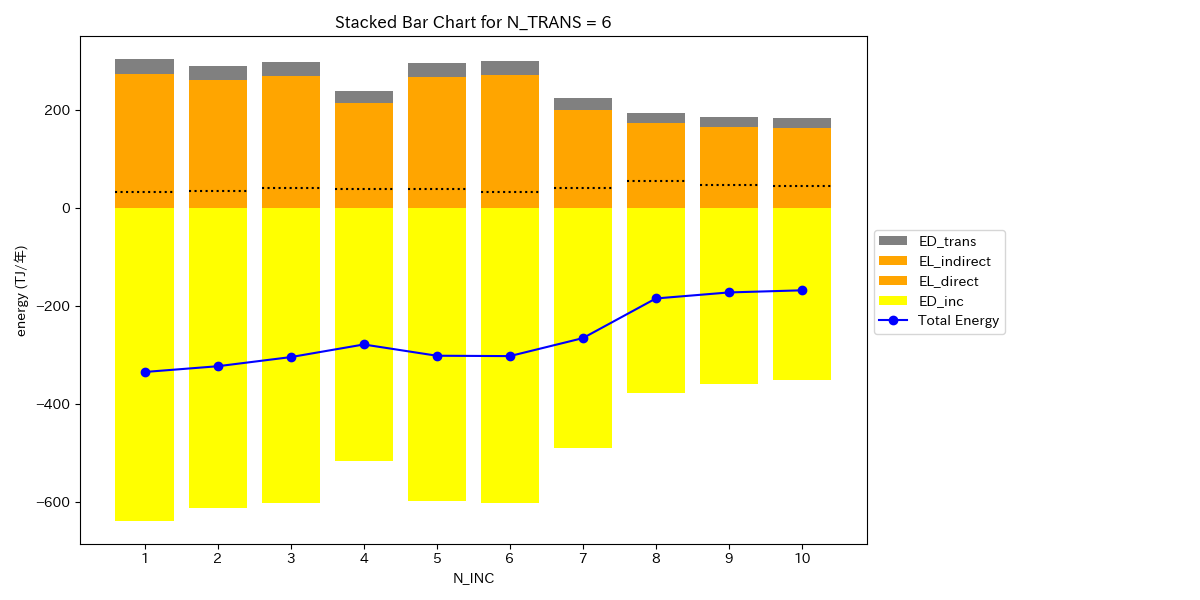 Stacked Bar Chart for N_TRANS = 6
energy (TJ/年)
200
0
−200
−400
−600
1 2 3 4 5 6 7 8 9 10
N_INC
ED_trans
EL_indirect
EL_direct
ED_inc
Total Energy